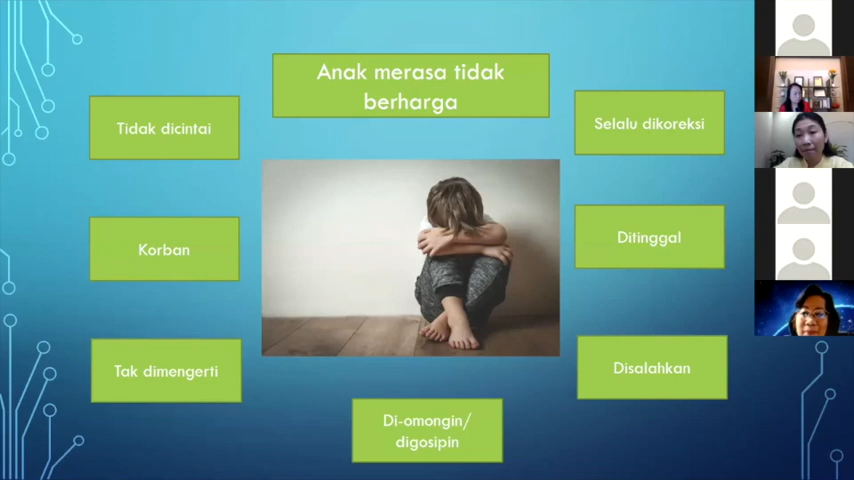 Anak merasa tidak
berharga
Tidak dicintai
Selalu dikoreksi
Korban
Ditinggal
Tak dimengerti
Disalahkan
Di-omongin/
digosipin